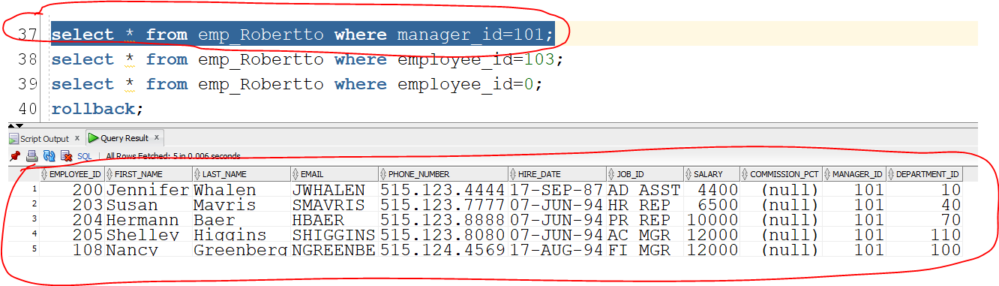 37 select * from emp_Robertto where manager_id=101;
38 select * from emp_Robertto where employee_id=103;
39 select * from emp_Robertto where employee_id=0;
40 rollback;
Script Output x Query Result x
SQL | All Rows Fetched: 5 in 0.006 seconds
EMPLOYEE_ID FIRST_NAME LAST_NAME EMAIL PHONE_NUMBER HIRE_DATE JOB_ID SALARY COMMISSION_PCT MANAGER_ID DEPARTMENT_ID
1 200 Jennifer Whalen JWHALEN 515.123.4444 17-SEP-87 AD_ASST 4400 (null) 101 10
2 203 Susan Mavris SMAVRIS 515.123.7777 07-JUN-94 HR_REP 6500 (null) 101 40
3 204 Hermann Baer HBAER 515.123.8888 07-JUN-94 PR_REP 10000 (null) 101 70
4 205 Shelley Higgins SHIGGINS 515.123.8080 07-JUN-94 AC_MGR 12000 (null) 101 110
5 108 Nancy Greenberg NGREENBE 515.124.4569 17-AUG-94 FI_MGR 12000 (null) 101 100